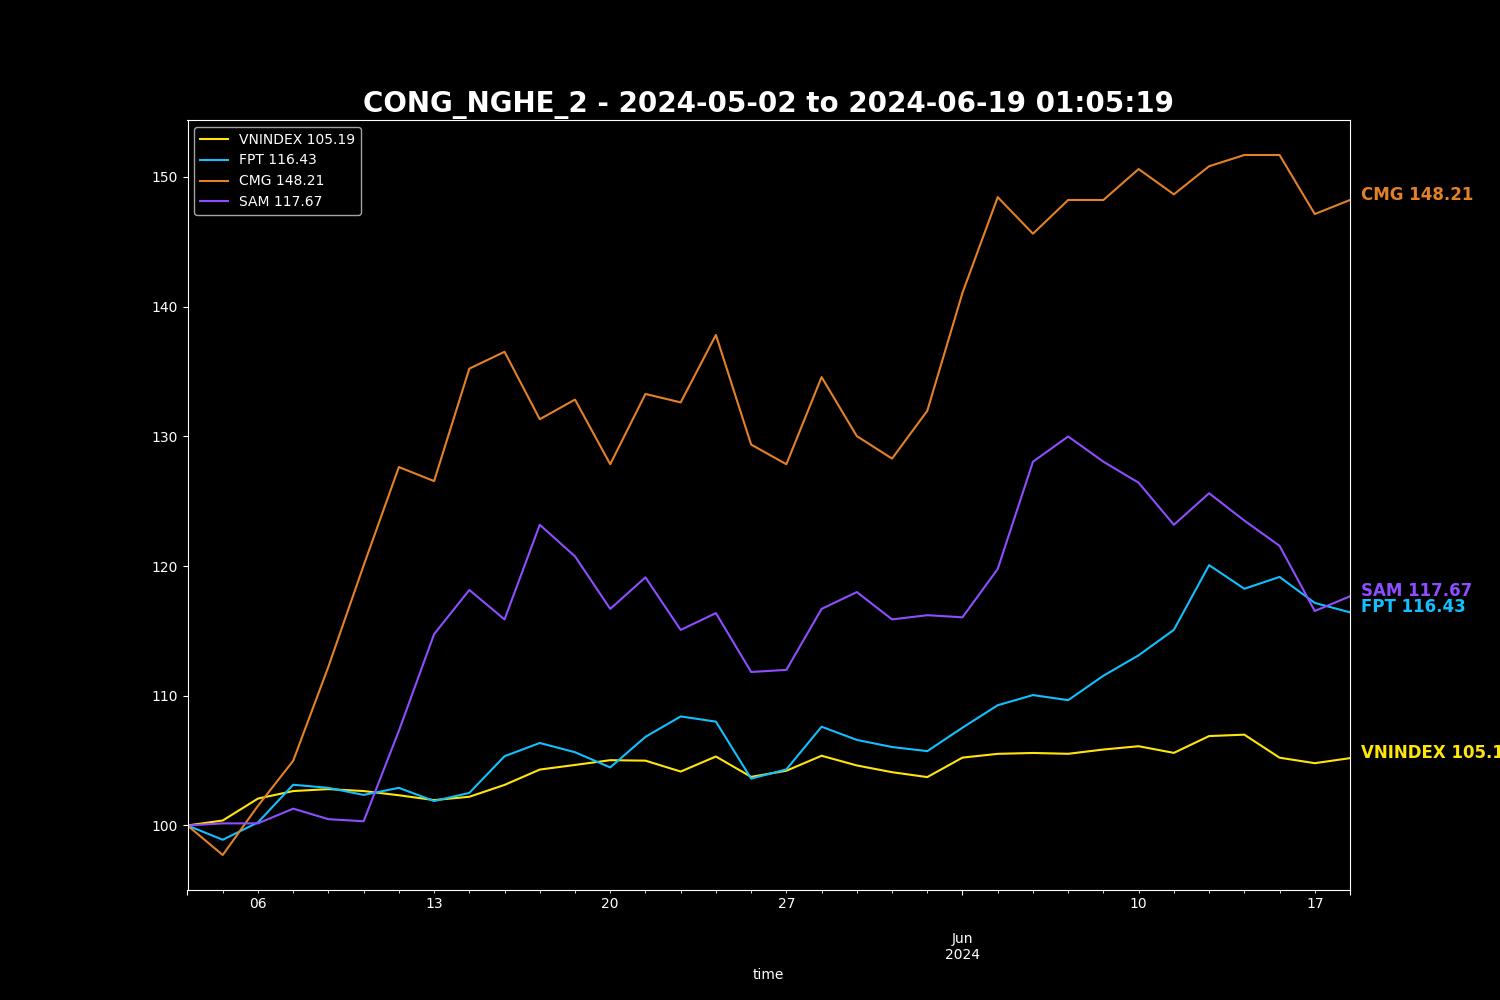 CONG_NGHE_2 - 2024-05-02 to 2024-06-19 01:05:19
VNINDEX 105.19
FPT 116.43
CMG 148.21
SAM 117.67
150
140
130
120
110
100
CMG 148.21
SAM 117.67
FPT 116.43
VNINDEX 105.1
06
13
20
27
10
17
Jun
2024
time